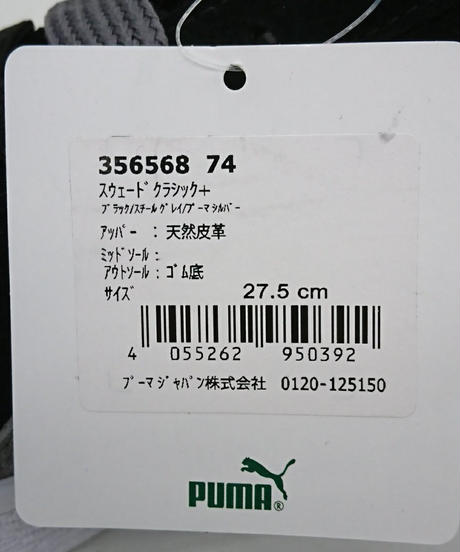 356568 74
スウェード クラシック+
ブラック/スチール グレイ/プーマ シルバー
アッパー : 天然皮革
ミッドソール :
アウトソール : ゴム底
サイズ 27.5 cm
4 055262 950392
プーマジャパン株式会社 0120-125150
PUMA®